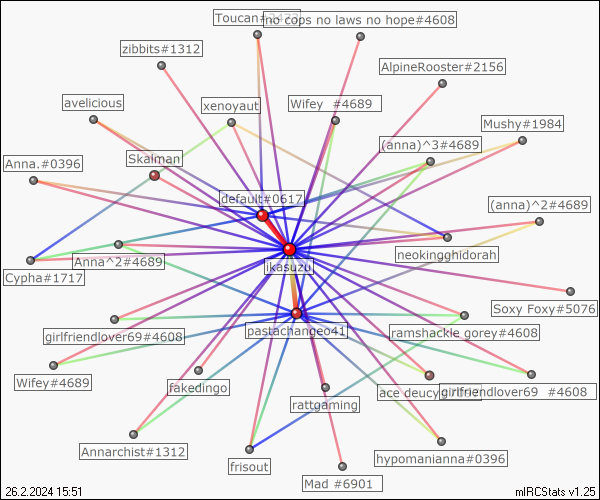 Toucan#
no cops no laws no hope#4608
zibbits#1312
AlpineRooster#2156
avelicious
xenoyaut
Wifey #4689
Mushy#1984
(anna)^3#4689
Skalman
Anna.#0396
default#0617
(anna)^2#4689
Anna^2#4689
neokingghidorah
ikasuzu
Cypha#1717
Soxy Foxy#5076
pastachangeo41
girlfriendlover69#4608
ramshackle gorey#4608
Wifey#4689
fakedingo
rattgaming
ace deucy
girlfriendlover69 #4608
Annarchist#1312
frisout
hypomanianna#0396
Mad #6901
26.2.2024 15:51
mIRCStats v1.25